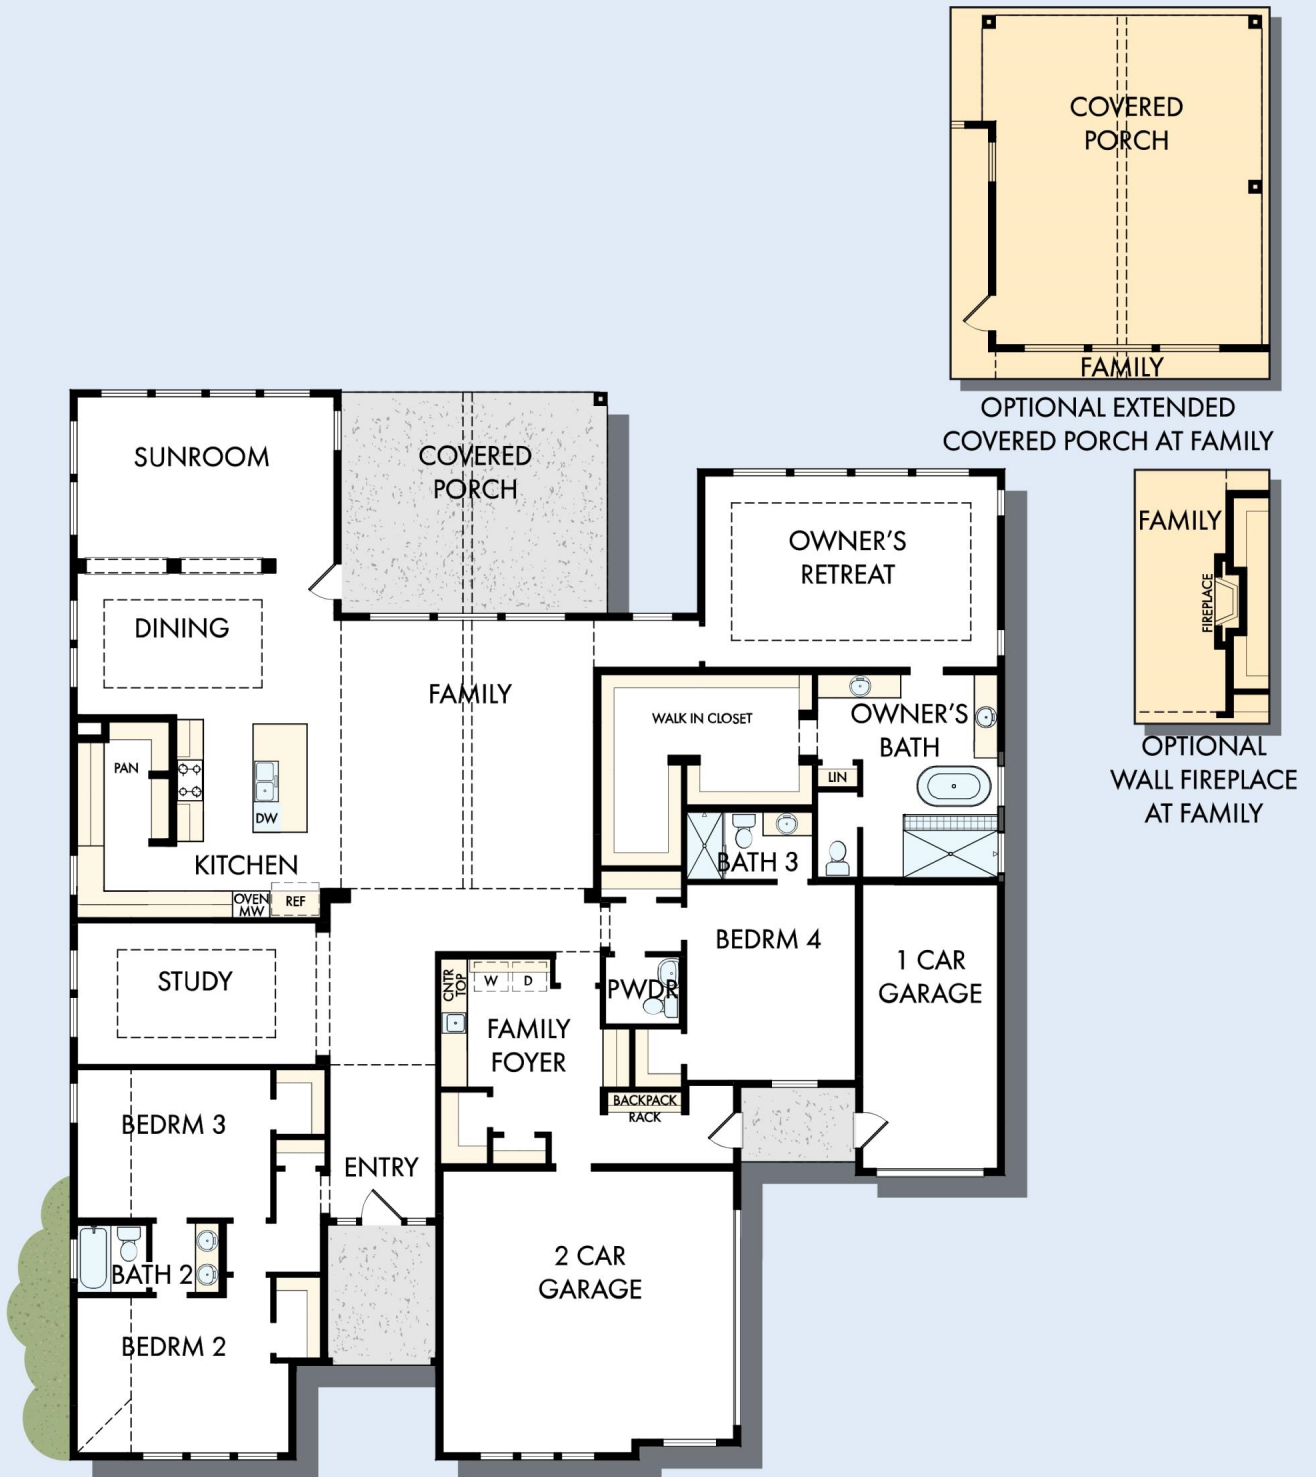 COVERED
PORCH
FAMILY
OPTIONAL EXTENDED
COVERED PORCH AT FAMILY
SUNROOM
COVERED
PORCH
OWNER'S
RETREAT
FAMILY
FIREPLACE
OPTIONAL
WALL FIREPLACE
AT FAMILY
DINING
FAMILY
WALK IN CLOSET
OWNER'S
BATH
LIN
PAN
DW
KITCHEN
OVEN
MW
REF
BATH 3
STUDY
CNTR
TOP
W
D
PWDR
BEDRM 4
1 CAR
GARAGE
FAMILY
FOYER
BACKPACK
RACK
BEDRM 3
ENTRY
BATH 2
2 CAR
GARAGE
BEDRM 2